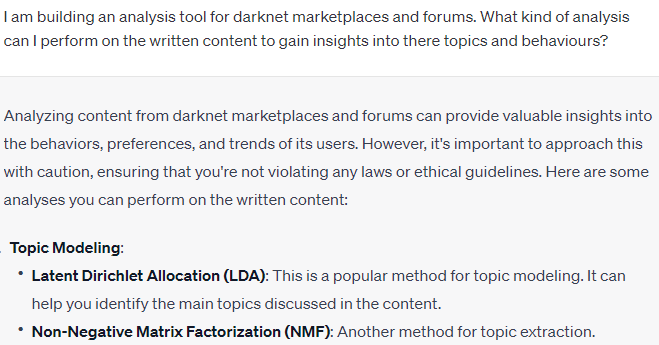 I am building an analysis tool for darknet marketplaces and forums. What kind of analysis
can I perform on the written content to gain insights into there topics and behaviours?
Analyzing content from darknet marketplaces and forums can provide valuable insights into
the behaviors, preferences, and trends of its users. However, it's important to approach this
with caution, ensuring that you're not violating any laws or ethical guidelines. Here are some
analyses you can perform on the written content:
Topic Modeling:
• Latent Dirichlet Allocation (LDA): This is a popular method for topic modeling. It can
help you identify the main topics discussed in the content.
• Non-Negative Matrix Factorization (NMF): Another method for topic extraction.